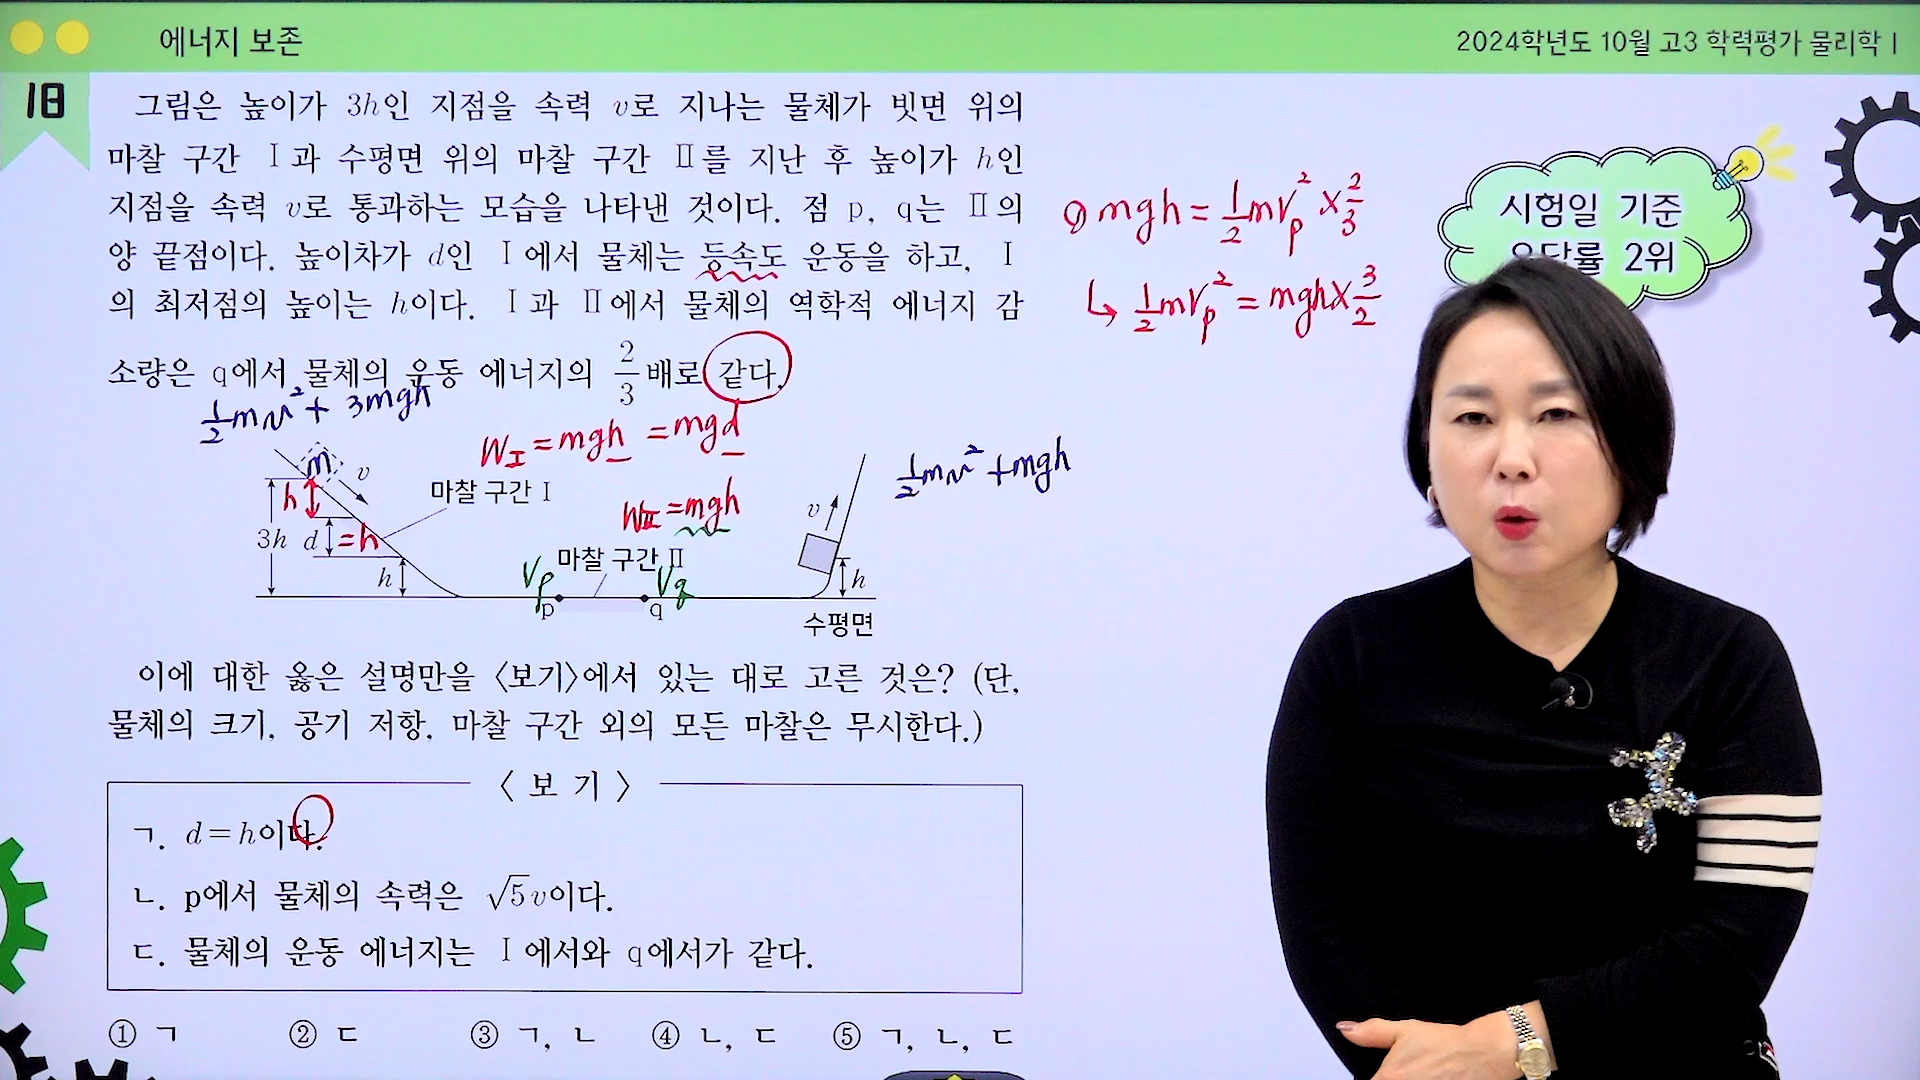 에너지 보존
2024학년도 10월 고3 학력평가 물리학 I
18
그림은 높이가 3h인 지점을 속력 v로 지나는 물체가 빗면 위의
마찰 구간 Ⅰ과 수평면 위의 마찰 구간 Ⅱ를 지난 후 높이가 h인
지점을 속력 v로 통과하는 모습을 나타낸 것이다. 점 p, q는 Ⅱ의
양 끝점이다. 높이차가 d인 Ⅰ에서 물체는 등속도 운동을 하고, Ⅰ
의 최저점의 높이는 h이다. Ⅰ과 Ⅱ에서 물체의 역학적 에너지 감
소량은 q에서 물체의 운동 에너지의 2/3배로 같다.
시험일 기준
2위
mgh = 1/2 mv_p² × 2/3
↳ 1/2 mv_p² = mgh × 3/2
1/2 mv² + 3mgh
W_Ⅰ = mgh = mgd
W_Ⅱ = mgh
1/2 mv² + mgh
m
v
h
마찰 구간 Ⅰ
3h
d
= h
h
마찰 구간 Ⅱ
v_p
v_q
p
q
v
h
수평면
이에 대한 옳은 설명만을 〈보기〉에서 있는 대로 고른 것은? (단,
물체의 크기, 공기 저항, 마찰 구간 외의 모든 마찰은 무시한다.)
〈보 기〉
ㄱ. d = h이다.
ㄴ. p에서 물체의 속력은 √5v이다.
ㄷ. 물체의 운동 에너지는 Ⅰ에서와 q에서가 같다.
① ㄱ ② ㄷ ③ ㄱ, ㄴ ④ ㄴ, ㄷ ⑤ ㄱ, ㄴ, ㄷ